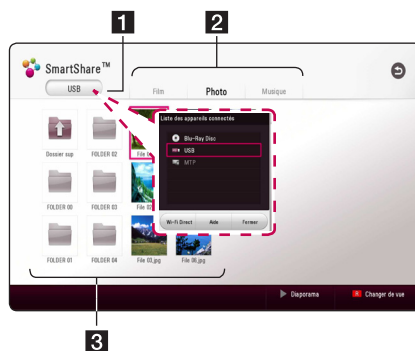 1 2
SmartShare™
USB
Film Photo Musique
Liste des appareils connectés
Blu-Ray Disc
USB
MTP
Wi-Fi Direct Aide Fermer
Dossier sup FOLDER 02
FOLDER 00 FOLDER 03
FOLDER 01 FOLDER 04 File 03.jpg File 06.jpg
Diaporama R Changer de vue
3